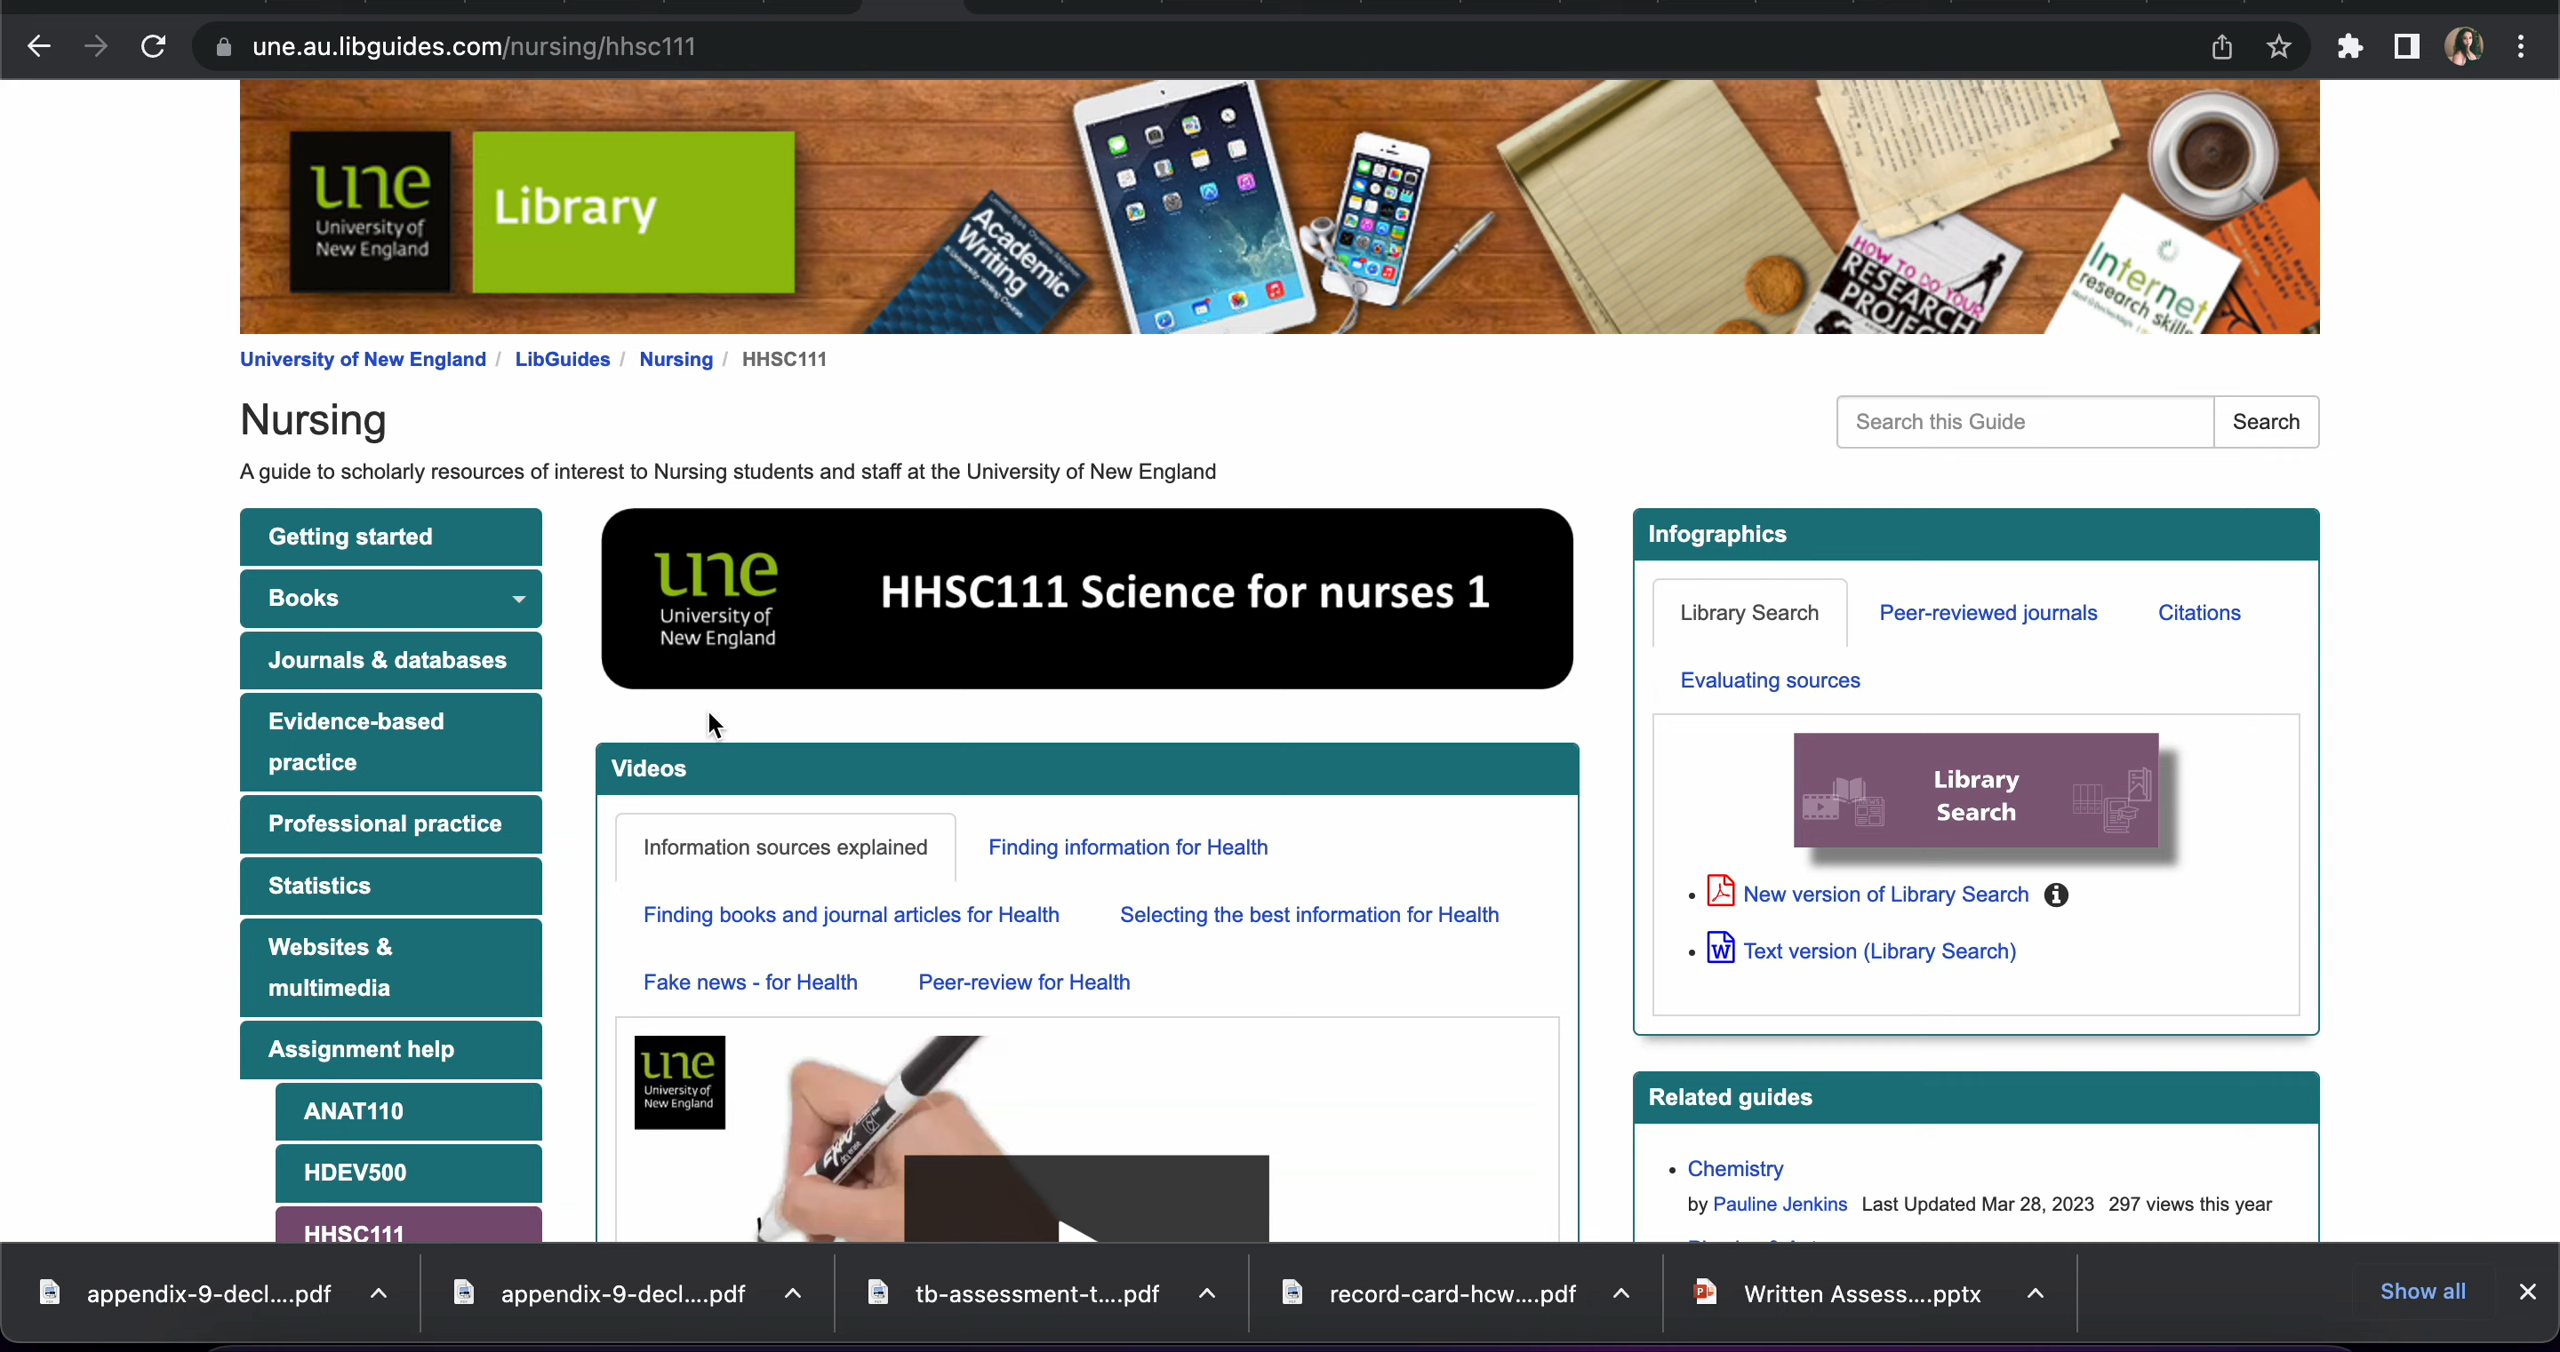 une.au.libguides.com/nursing/hhsc111
une
University of
New England
Library
Academic
Writing
HOW TO DO YOUR
RESEARCH
PROJEC
Internet
research skills
University of New England / LibGuides / Nursing / HHSC111
Nursing
Search this Guide
Search
A guide to scholarly resources of interest to Nursing students and staff at the University of New England
Getting started
Books
Journals & databases
Evidence-based
practice
Professional practice
Statistics
Websites &
multimedia
Assignment help
ANAT110
HDEV500
HHSC111
une
University of
New England
HHSC111 Science for nurses 1
Videos
Information sources explained
Finding information for Health
Finding books and journal articles for Health
Selecting the best information for Health
Fake news - for Health
Peer-review for Health
une
University of
New England
EXPO
Infographics
Library Search
Peer-reviewed journals
Citations
Evaluating sources
Library
Search
New version of Library Search
Text version (Library Search)
Related guides
Chemistry
by Pauline Jenkins Last Updated Mar 28, 2023 297 views this year
appendix-9-decl....pdf
appendix-9-decl....pdf
tb-assessment-t....pdf
record-card-hcw....pdf
Written Assess....pptx
Show all